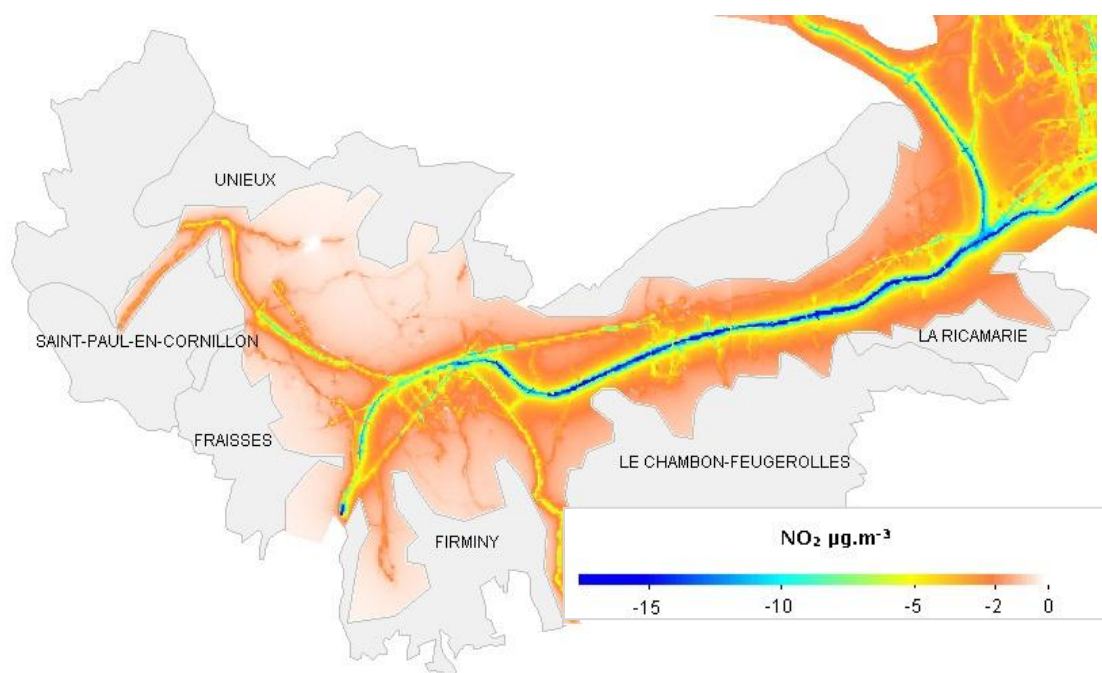 UNIEUX
SAINT-PAUL-EN-CORNILLON
LA RICAMARIE
FRAISSES
LE CHAMBON-FEUGEROLLES
FIRMINY
NO₂ µg.m⁻³
-15 -10 -5 -2 0